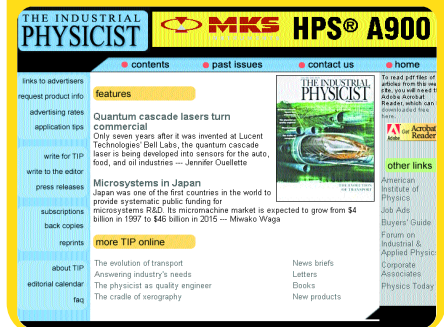 THE INDUSTRIAL
PHYSICIST
MKS
HPS® A900
contents
past issues
contact us
home
links to advertisers
request product info
advertising rates
application tips
write for TIP
write to the editor
press releases
subscriptions
back copies
reprints
about TIP
editorial calendar
faq
features
Quantum cascade lasers turn
commercial
Only seven years after it was invented at Lucent
Technologies' Bell Labs, the quantum cascade
laser is being developed into sensors for the auto,
food, and oil industries --- Jennifer Ouellette
Microsystems in Japan
Japan was one of the first countries in the world to
provide systematic public funding for
microsystems R&D. Its micromachine market is expected to grow from $4
billion in 1997 to $46 billion in 2015 --- Miwako Waga
THE INDUSTRIAL
PHYSICIST
THE EVOLUTION
OF TRANSPORT
more TIP online
The evolution of transport
Answering industry's needs
The physicist as quality engineer
The cradle of xerography
News briefs
Letters
Books
New products
To read pdf files of
articles from this we
site, you will need t
Adobe Acrobat
Reader, which can
downloaded free
here.
Adobe
Get Acrobat
Reader
other links
American
Institute of
Physics
Job Ads
Buyers' Guide
Forum on
Industrial &
Applied Physic
Corporate
Associates
Physics Today